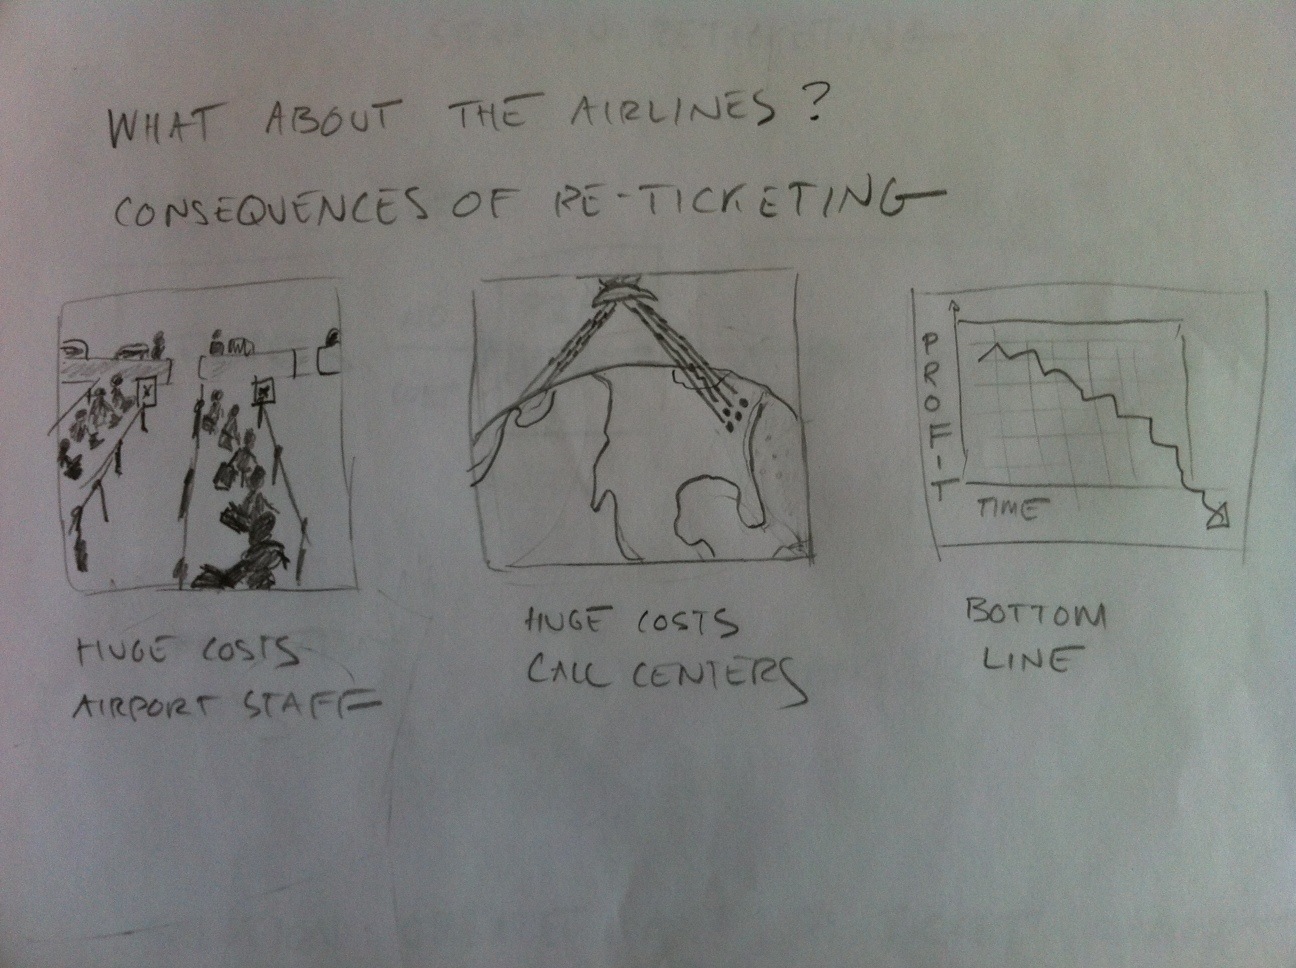 WHAT ABOUT THE AIRLINES?
CONSEQUENCES OF RE-TICKETING
HUGE COSTS
AIRPORT STAFF
HUGE COSTS
CALL CENTERS
PROFIT
TIME
BOTTOM
LINE